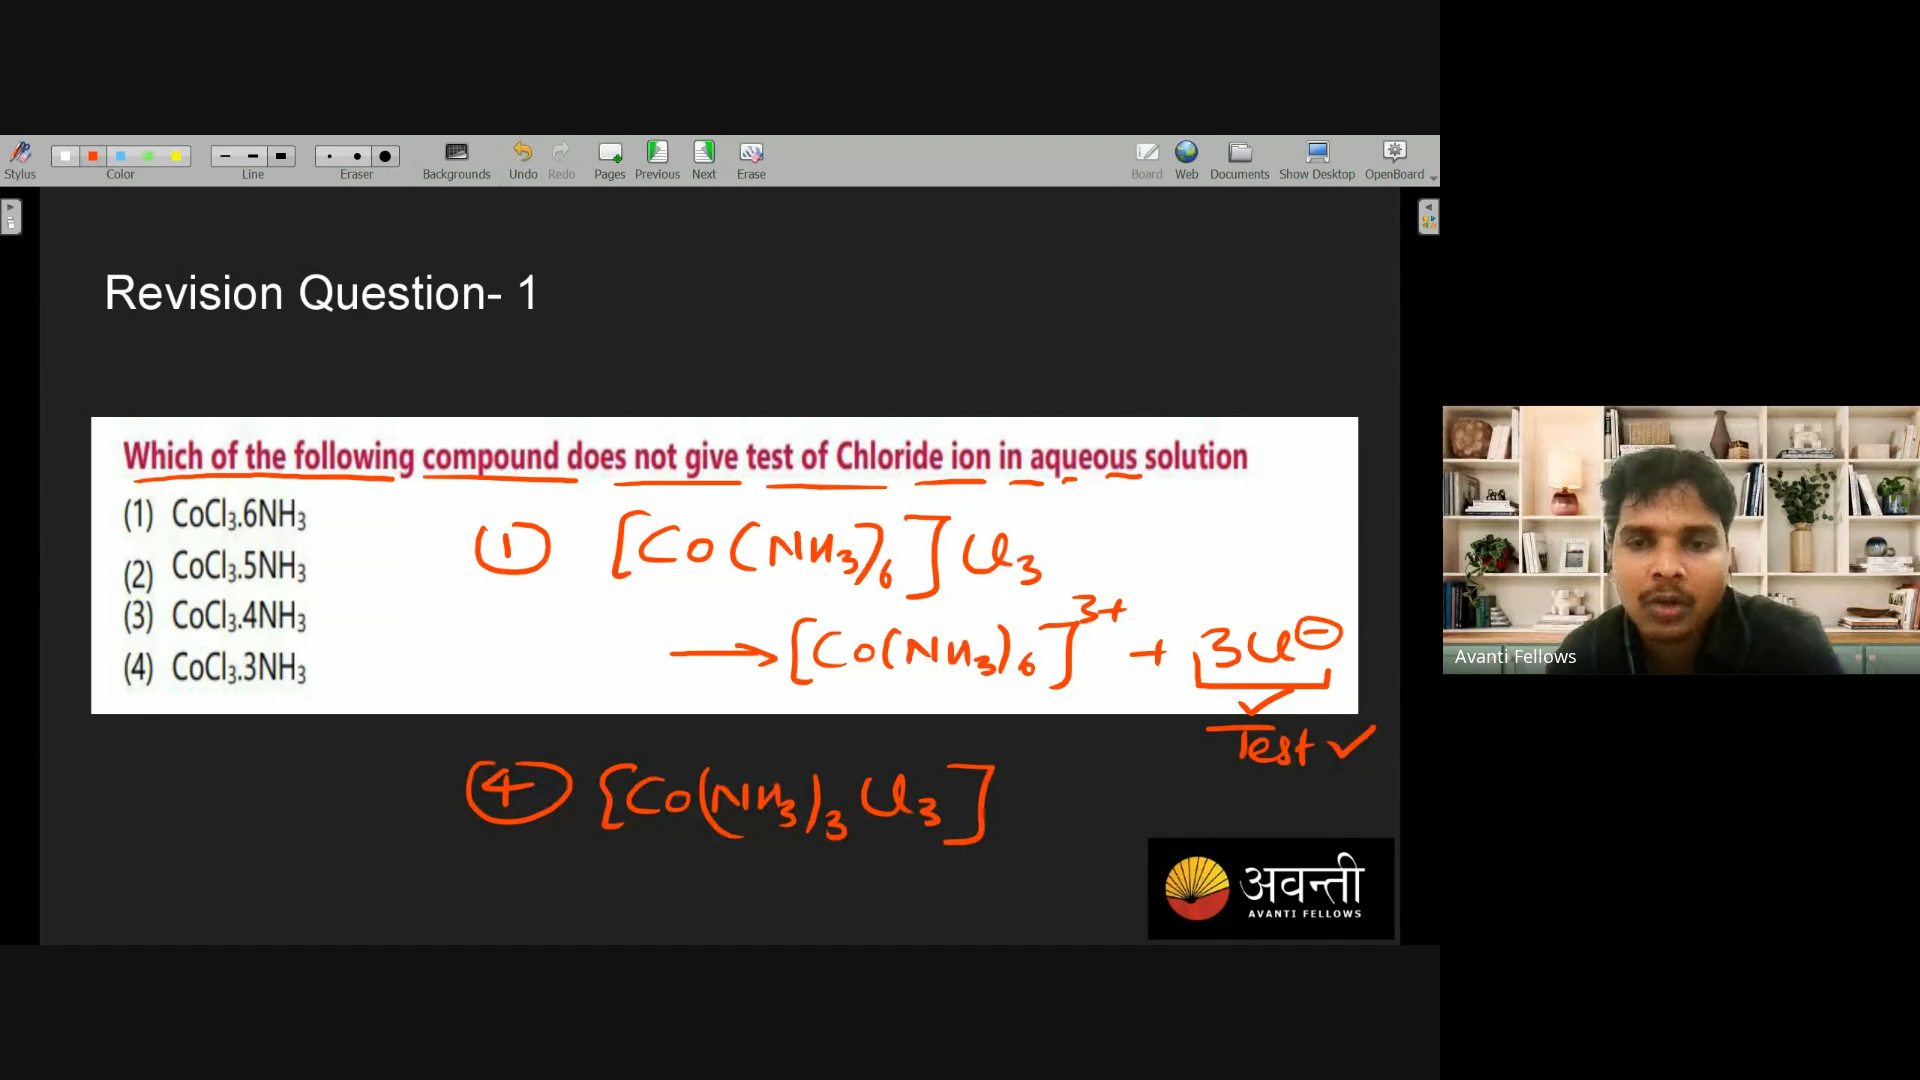 Stylus Color Line Eraser Backgrounds Undo Redo Pages Previous Next Erase Board Web Documents Show Desktop OpenBoard
Revision Question- 1
Which of the following compound does not give test of Chloride ion in aqueous solution
(1) CoCl₃.6NH₃
(2) CoCl₃.5NH₃
(3) CoCl₃.4NH₃
(4) CoCl₃.3NH₃
① [Co(NH₃)₆]Cl₃
→ [Co(NH₃)₆]³⁺ + 3Cl⊖
✓
Test ✓
④ [Co(NH₃)₃Cl₃]
अवन्ती
AVANTI FELLOWS
Avanti Fellows